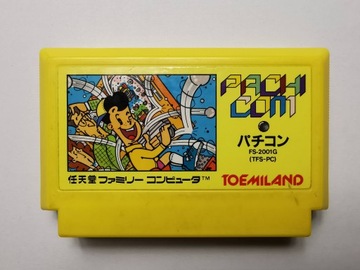 PACHI
COM
パチコン
FS-2001G
(TFS-PC)
任天堂 ファミリー コンピュータ™
TOEMILAND